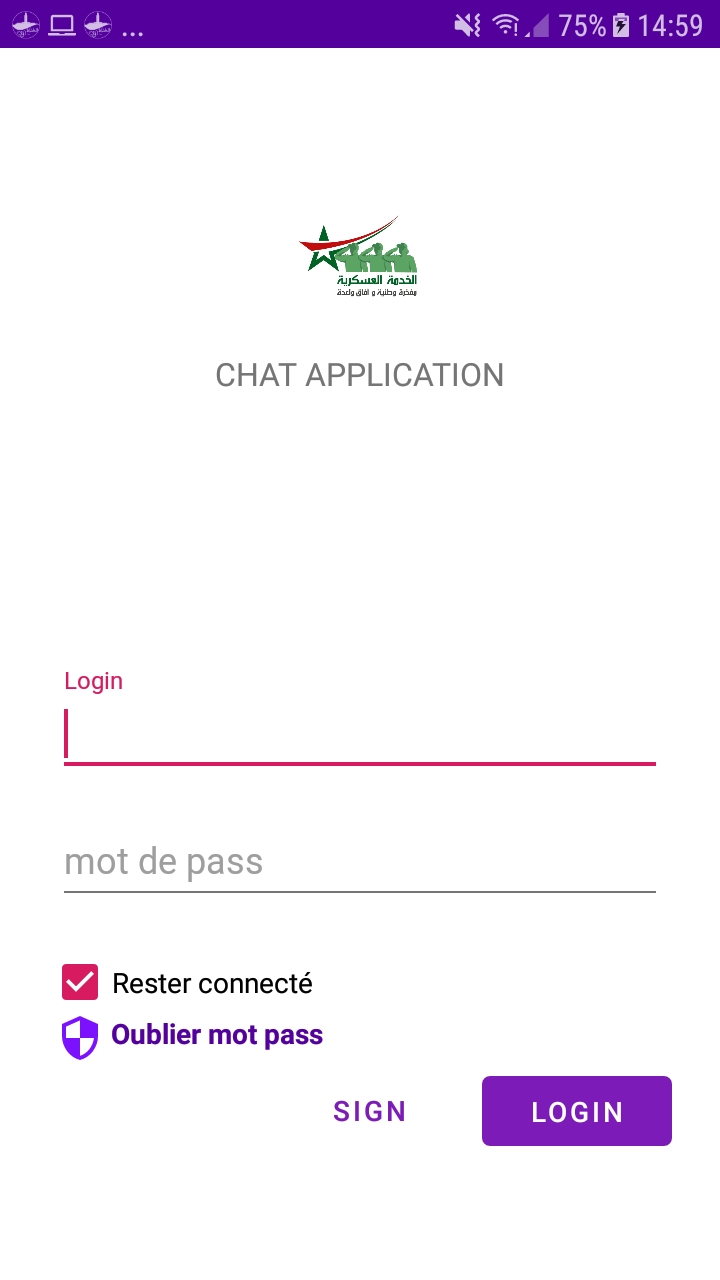 ... 75% 14:59
الخدمة العسكرية
مفخرة وطنية و آفاق واعدة
CHAT APPLICATION
Login
mot de pass
Rester connecté
Oublier mot pass
SIGN LOGIN